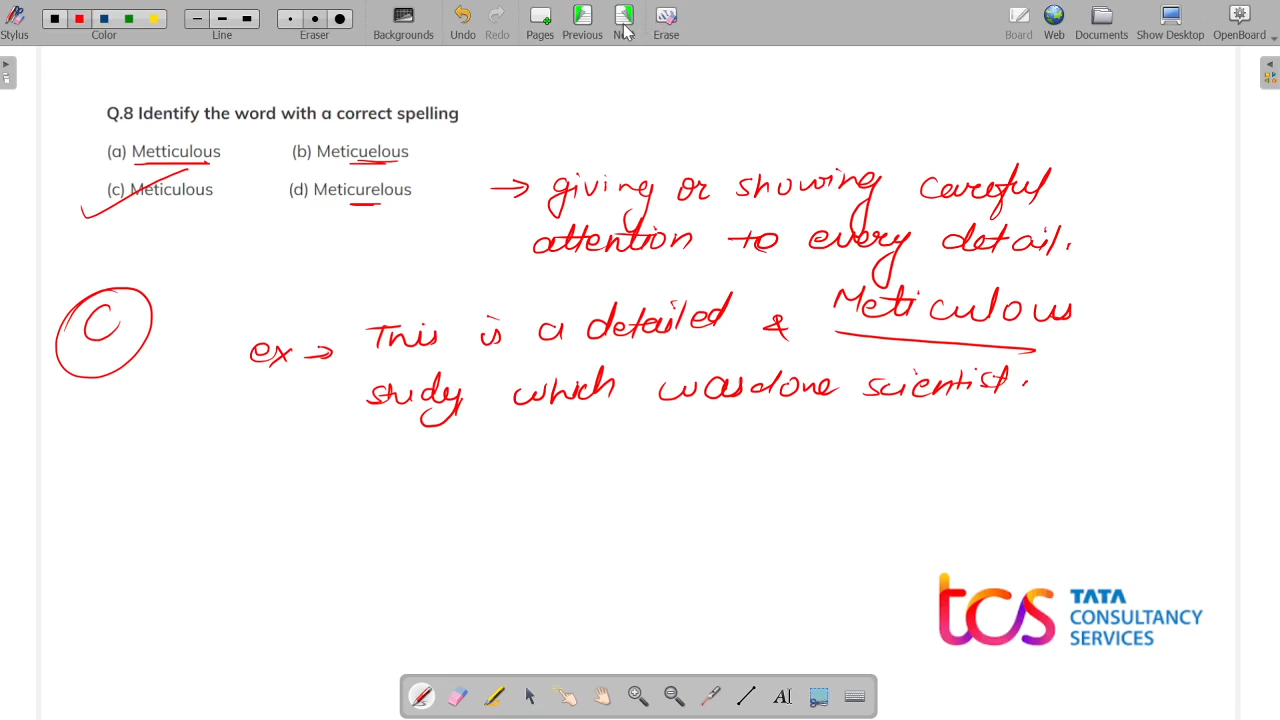 Stylus
Color
Line
Eraser
Backgrounds
Undo
Redo
Pages
Previous
Erase
Board
Web
Documents
Show Desktop
OpenBoard
Q.8 Identify the word with a correct spelling
(a) Metticulous (b) Meticuelous
(c) Meticulous (d) Meticurelous
→ giving or showing careful
attention to every detail.
C
ex → This is a detailed & Meticulous
study which was done scientist.
tcs TATA
CONSULTANCY
SERVICES